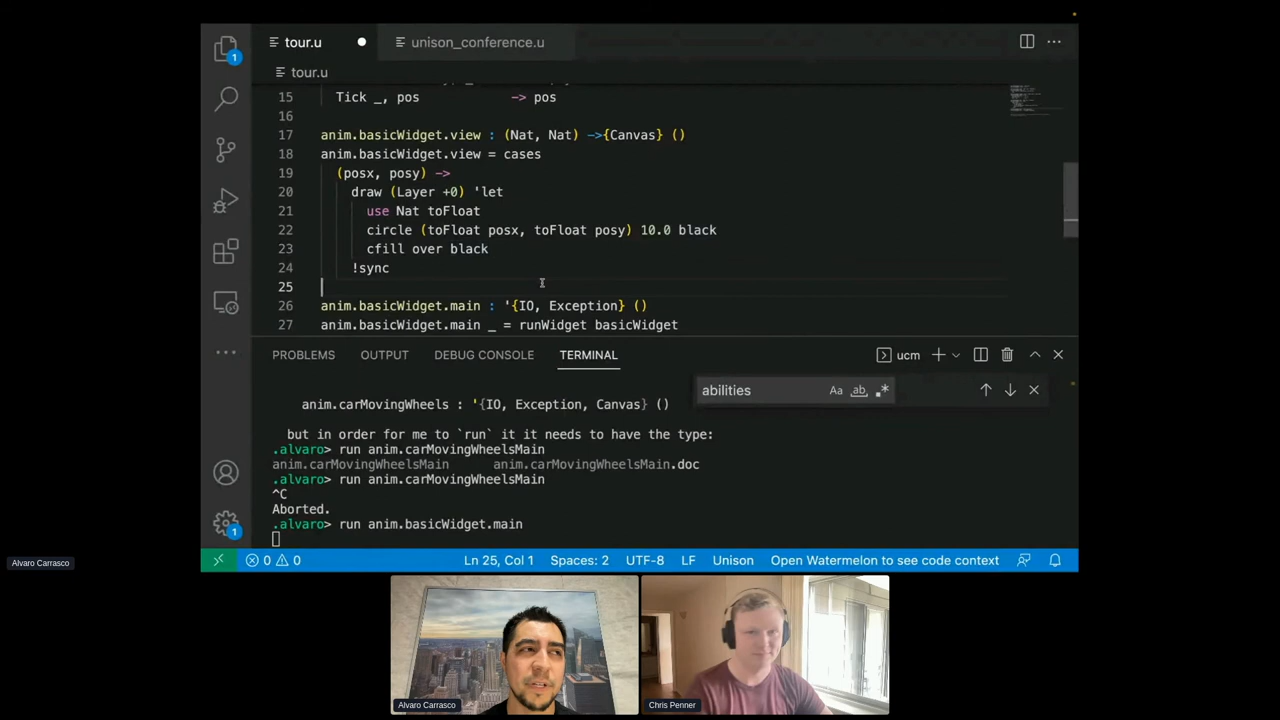 tour.u
unison_conference.u
1
tour.u
15 Tick _, pos -> pos
16
17 anim.basicWidget.view : (Nat, Nat) ->{Canvas} ()
18 anim.basicWidget.view = cases
19 (posx, posy) ->
20 draw (Layer +0) 'let
21 use Nat toFloat
22 circle (toFloat posx, toFloat posy) 10.0 black
23 cfill over black
24 !sync
25
26 anim.basicWidget.main : '{IO, Exception} ()
27 anim.basicWidget.main _ = runWidget basicWidget
PROBLEMS OUTPUT DEBUG CONSOLE TERMINAL ucm
abilities Aa ab
anim.carMovingWheels : '{IO, Exception, Canvas} ()
but in order for me to `run` it it needs to have the type:
.alvaro> run anim.carMovingWheelsMain
anim.carMovingWheelsMain anim.carMovingWheelsMain.doc
.alvaro> run anim.carMovingWheelsMain
^C
Aborted.
.alvaro> run anim.basicWidget.main
1
0 0 Ln 25, Col 1 Spaces: 2 UTF-8 LF Unison Open Watermelon to see code context
Alvaro Carrasco
Alvaro Carrasco
Chris Penner